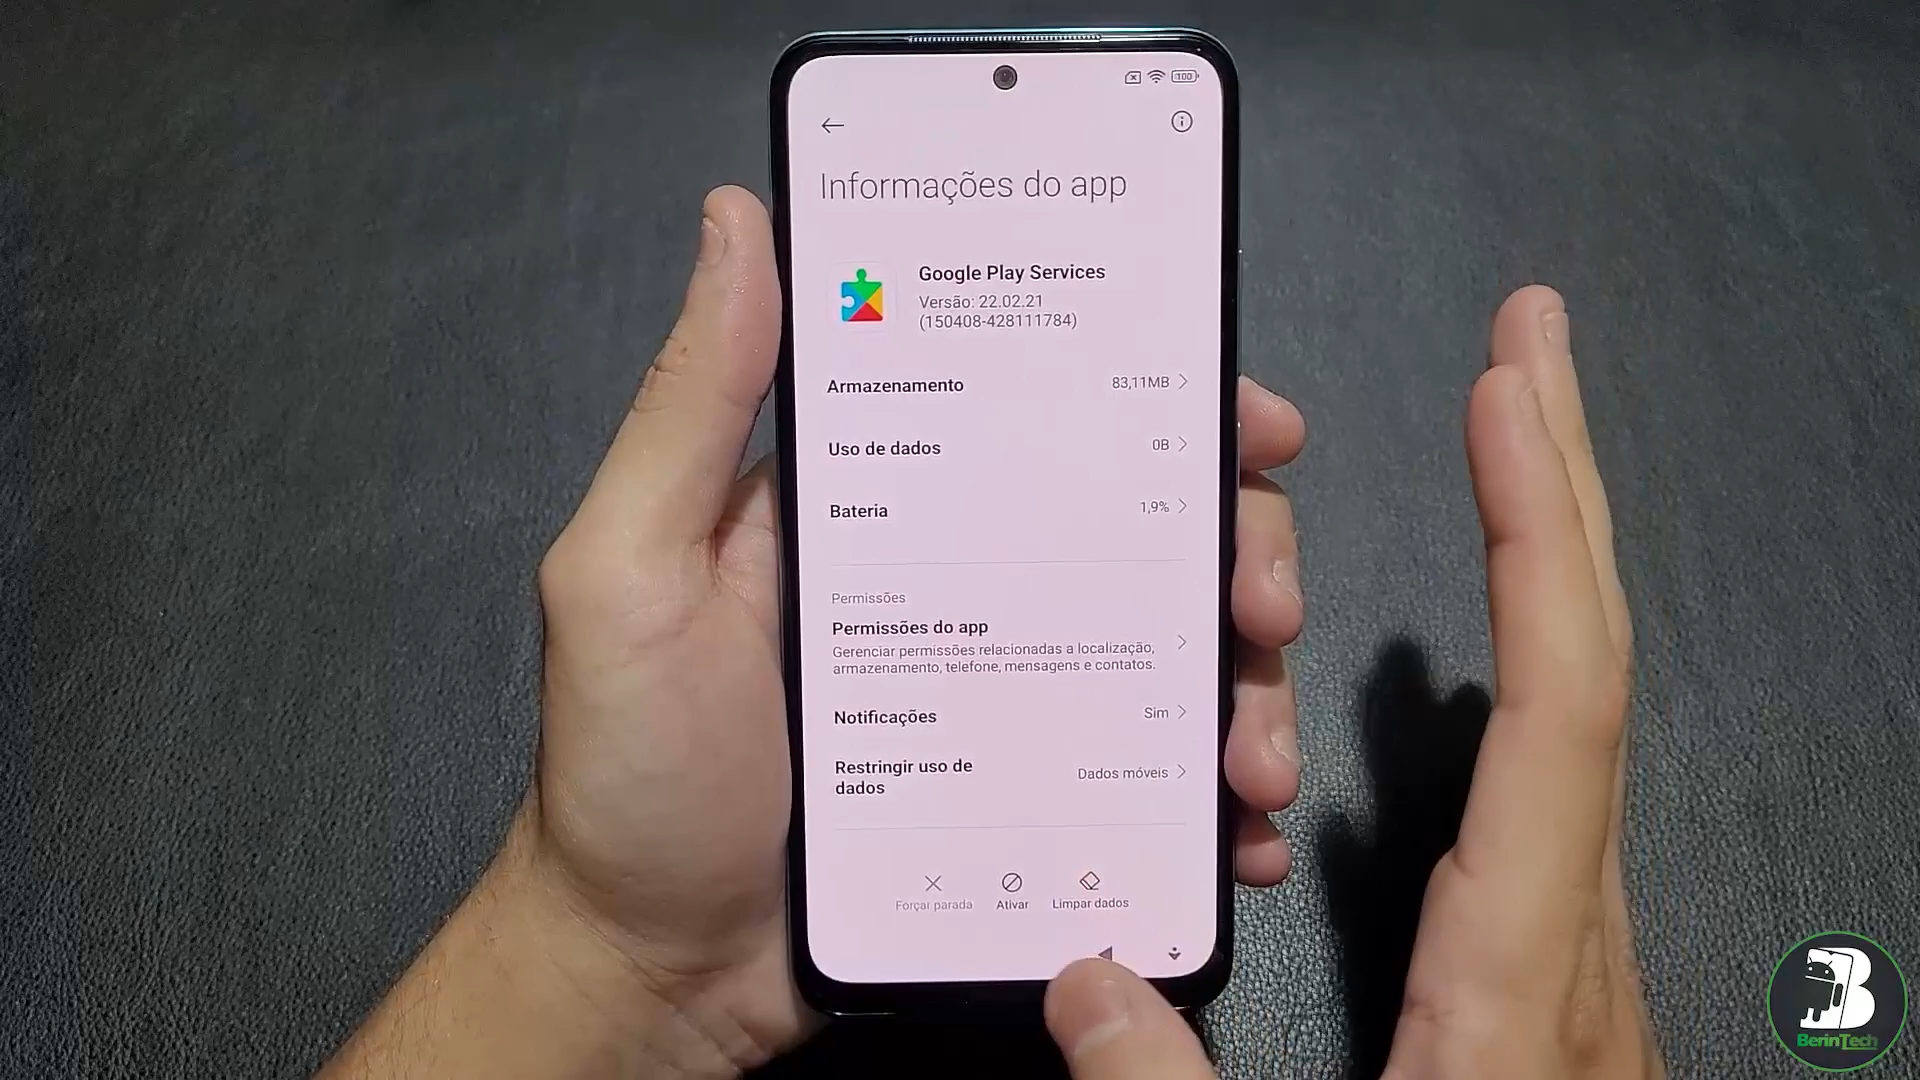 100
Informações do app
Google Play Services
Versão: 22.02.21
(150408-428111784)
Armazenamento
83,11MB
Uso de dados
0B
Bateria
1,9%
Permissões
Permissões do app
Gerenciar permissões relacionadas a localização,
armazenamento, telefone, mensagens e contatos.
Notificações
Sim
Restringir uso de
dados
Dados móveis
Forçar parada
Ativar
Limpar dados
B
BerinTech